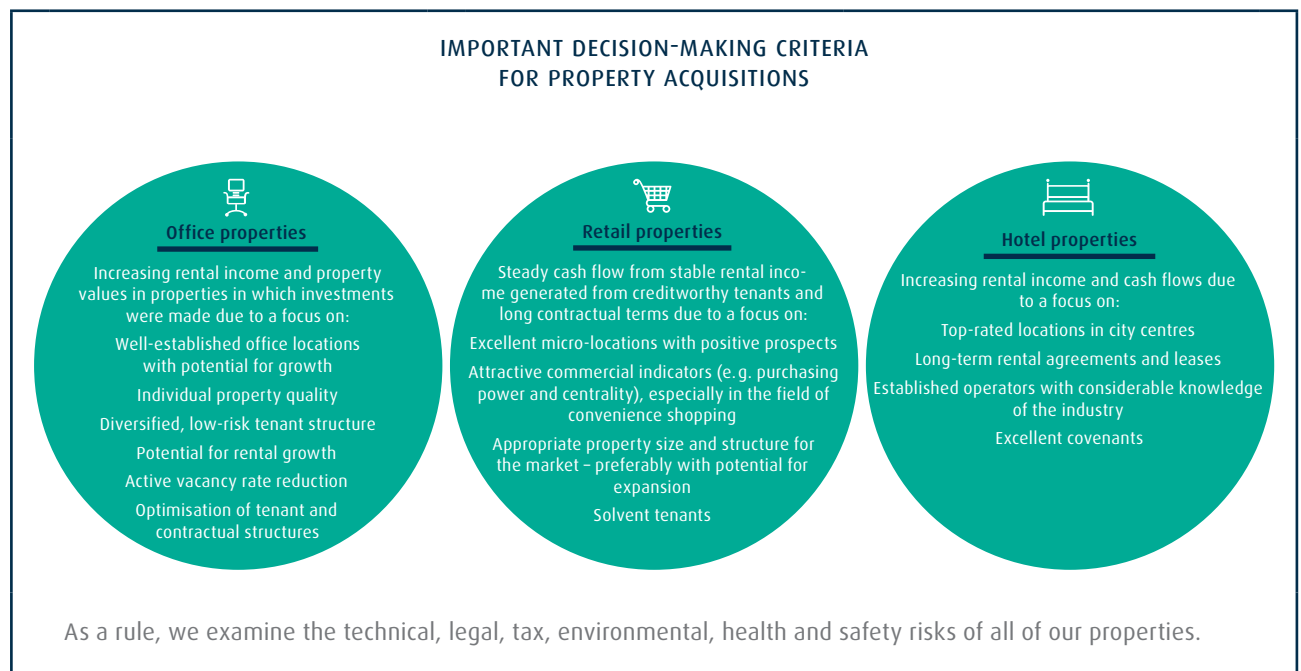 IMPORTANT DECISION-MAKING CRITERIA
FOR PROPERTY ACQUISITIONS
Office properties
Increasing rental income and property
values in properties in which investments
were made due to a focus on:
Well-established office locations
with potential for growth
Individual property quality
Diversified, low-risk tenant structure
Potential for rental growth
Active vacancy rate reduction
Optimisation of tenant and
contractual structures
Retail properties
Steady cash flow from stable rental inco-
me generated from creditworthy tenants and
long contractual terms due to a focus on:
Excellent micro-locations with positive prospects
Attractive commercial indicators (e.g. purchasing
power and centrality), especially in the field of
convenience shopping
Appropriate property size and structure for
the market – preferably with potential for
expansion
Solvent tenants
Hotel properties
Increasing rental income and cash flows due
to a focus on:
Top-rated locations in city centres
Long-term rental agreements and leases
Established operators with considerable knowledge
of the industry
Excellent covenants
As a rule, we examine the technical, legal, tax, environmental, health and safety risks of all of our properties.